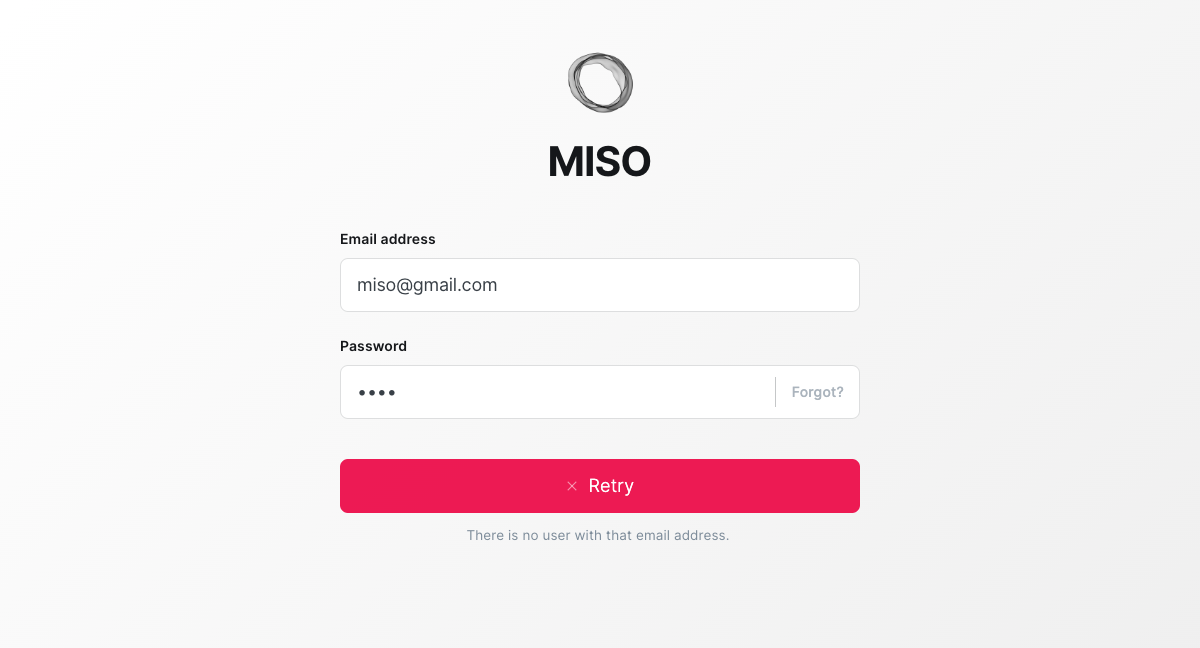 MISO
Email address
miso@gmail.com
Password
••••
Forgot?
× Retry
There is no user with that email address.